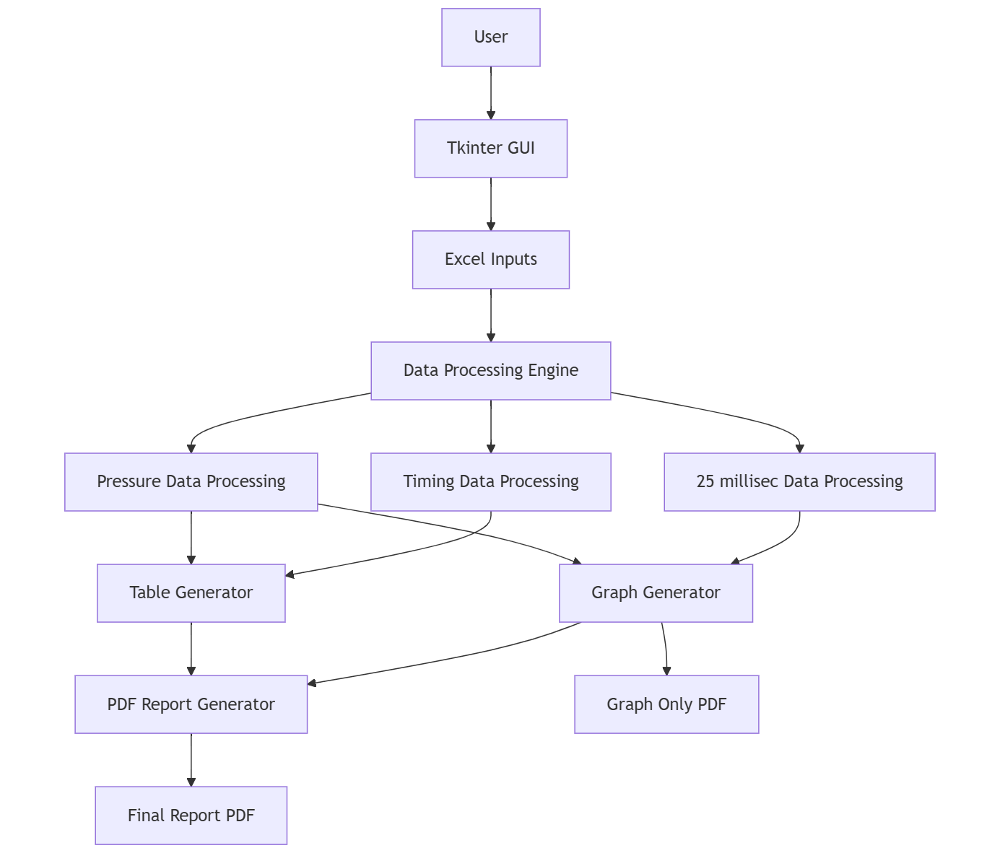 User
Tkinter GUI
Excel Inputs
Data Processing Engine
Pressure Data Processing
Timing Data Processing
25 millisec Data Processing
Table Generator
Graph Generator
PDF Report Generator
Graph Only PDF
Final Report PDF